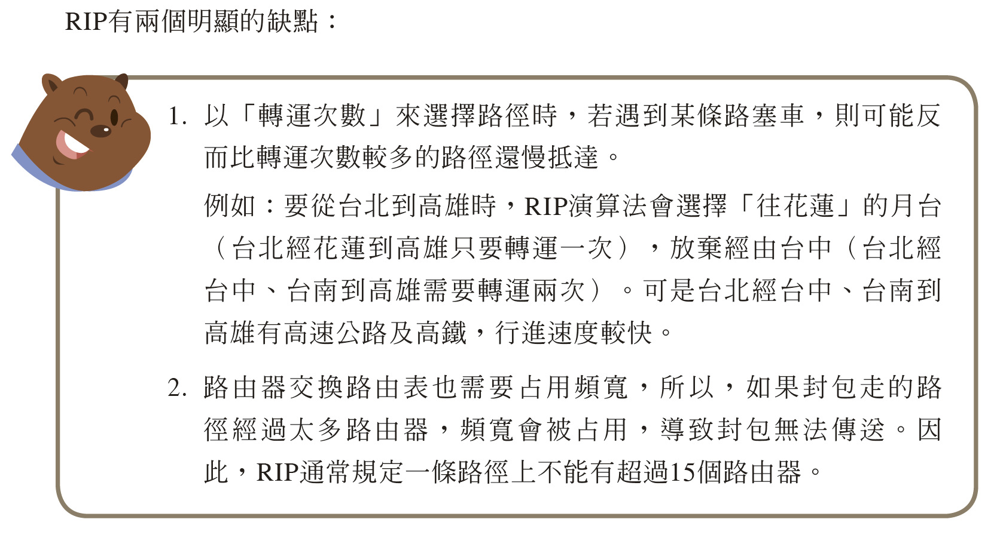 RIP有兩個明顯的缺點：
1. 以「轉運次數」來選擇路徑時，若遇到某條路塞車，則可能反
而比轉運次數較多的路徑還慢抵達。
例如：要從台北到高雄時，RIP演算法會選擇「往花蓮」的月台
（台北經花蓮到高雄只要轉運一次），放棄經由台中（台北經
台中、台南到高雄需要轉運兩次）。可是台北經台中、台南到
高雄有高速公路及高鐵，行進速度較快。
2. 路由器交換路由表也需要占用頻寬，所以，如果封包走的路
徑經過太多路由器，頻寬會被占用，導致封包無法傳送。因
此，RIP通常規定一條路徑上不能有超過15個路由器。